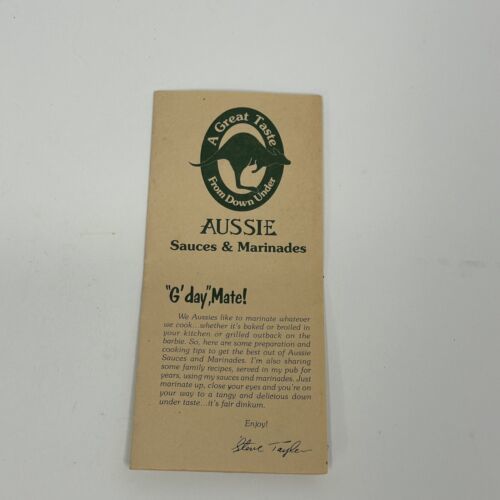 A Great Taste
From Down Under
AUSSIE
Sauces & Marinades
"G'day", Mate!
We Aussies like to marinate whatever
we cook...whether it's baked or broiled in
your kitchen or grilled outback on the
barbie. So, here are some preparation and
cooking tips to get the best out of Aussie
Sauces and Marinades. I'm also sharing
some family recipes, served in my pub for
years, using my sauces and marinades. Just
marinate up, close your eyes and you're on
your way to a tangy and delicious down
under taste...it's fair dinkum.
Enjoy!
Steve Taylor